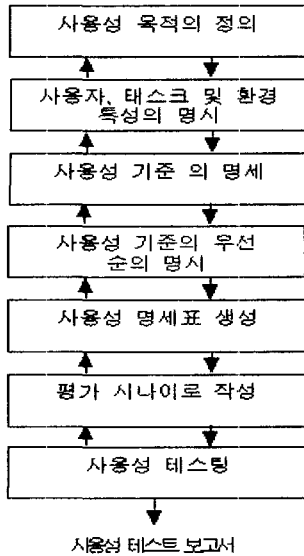 사용성 목적의 정의
사용자, 태스크 및 환경
특성의 명시
사용성 기준 의 명세
사용성 기준의 우선
순의 명시
사용성 명세표 생성
평가 시나이로 작성
사용성 테스팅
사용성 테스트 보고서